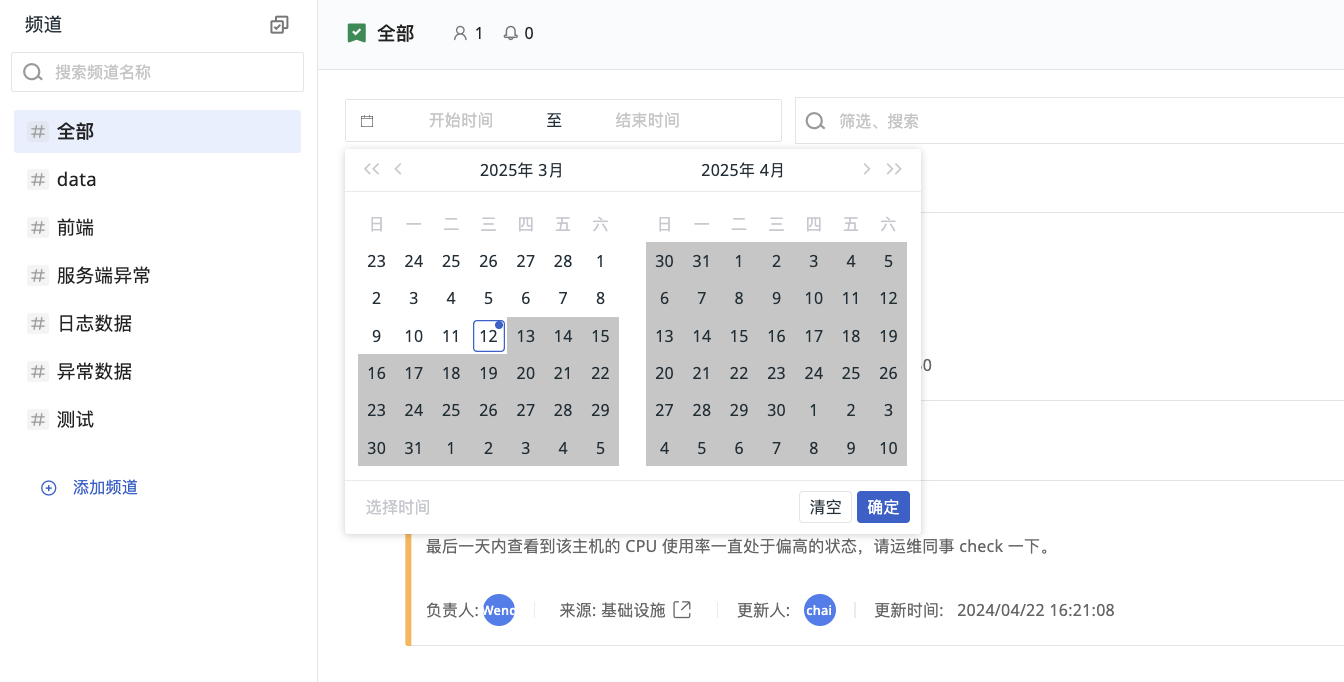 频道
搜索频道名称
# 全部
# data
# 前端
# 服务端异常
# 日志数据
# 异常数据
# 测试
添加频道
全部 1 0
开始时间 至 结束时间
筛选、搜索
2025年 3月 2025年 4月
日 一 二 三 四 五 六 日 一 二 三 四 五 六
23 24 25 26 27 28 1 30 31 1 2 3 4 5
2 3 4 5 6 7 8 6 7 8 9 10 11 12
9 10 11 12 13 14 15 13 14 15 16 17 18 19
16 17 18 19 20 21 22 20 21 22 23 24 25 26
23 24 25 26 27 28 29 27 28 29 30 1 2 3
30 31 1 2 3 4 5 4 5 6 7 8 9 10
选择时间 清空 确定
最后一天内查看到该主机的 CPU 使用率一直处于偏高的状态，请运维同事 check 一下。
负责人: Wend 来源: 基础设施 更新人: chai 更新时间: 2024/04/22 16:21:08